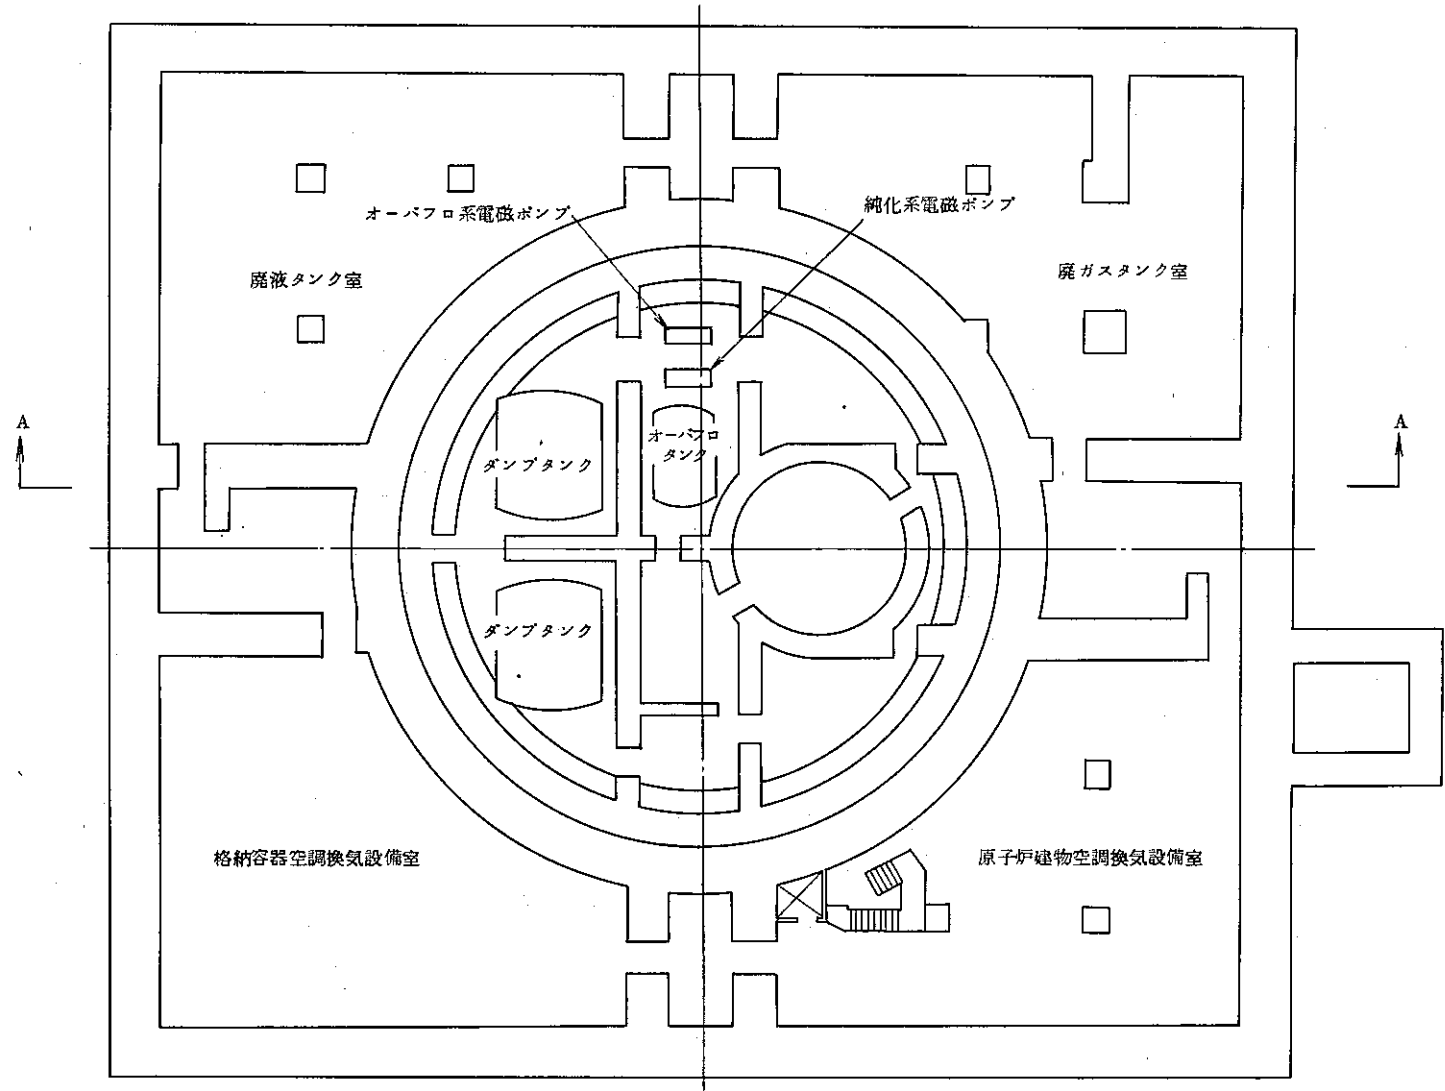 オーバフロ系電磁ポンプ
純化系電磁ポンプ
廃液タンク室
廃ガスタンク室
A
A
オーバフロ
タンク
ダンプタンク
ダンプタンク
格納容器空調換気設備室
原子炉建物空調換気設備室